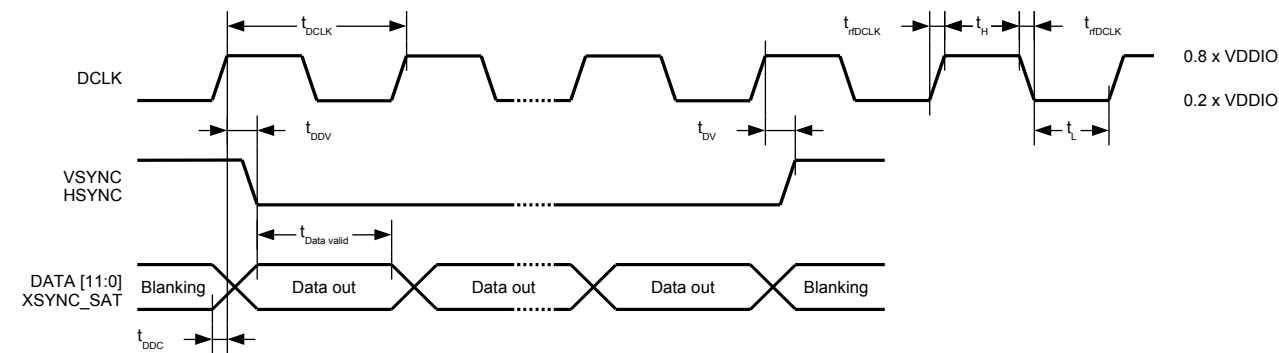 tDCLK
trfDCLK
tH
trfDCLK
DCLK
0.8 x VDDIO
0.2 x VDDIO
tDDV
tDV
tL
VSYNC
HSYNC
tData valid
DATA [11:0]
XSYNC_SAT
Blanking
Data out
Data out
Data out
Blanking
tDDC